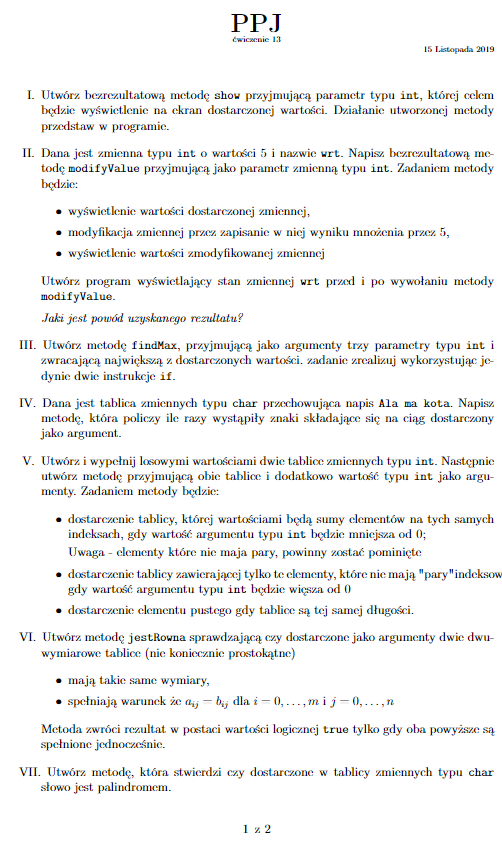 PPJ
ćwiczenie 13
15 Listopada 2019
I. Utwórz bezrezultatową metodę show przyjmującą parametr typu int, której celem
będzie wyświetlenie na ekran dostarczonej wartości. Działanie utworzonej metody
przedstaw w programie.
II. Dana jest zmienna typu int o wartości 5 i nazwie wrt. Napisz bezrezultatową me-
todę modifyValue przyjmującą jako parametr zmienną typu int. Zadaniem metody
będzie:
• wyświetlenie wartości dostarczonej zmiennej,
• modyfikacja zmiennej przez zapisanie w niej wyniku mnożenia przez 5,
• wyświetlenie wartości zmodyfikowanej zmiennej
Utwórz program wyświetlający stan zmiennej wrt przed i po wywołaniu metody
modifyValue.
Jaki jest powód uzyskanego rezultatu?
III. Utwórz metodę findMax, przyjmującą jako argumenty trzy parametry typu int i
zwracającą największą z dostarczonych wartości. zadanie zrealizuj wykorzystując je-
dynie dwie instrukcje if.
IV. Dana jest tablica zmiennych typu char przechowująca napis Ala ma kota. Napisz
metodę, która policzy ile razy wystąpiły znaki składające się na ciąg dostarczony
jako argument.
V. Utwórz i wypełnij losowymi wartościami dwie tablice zmiennych typu int. Następnie
utwórz metodę przyjmującą obie tablice i dodatkowo wartość typu int jako argu-
menty. Zadaniem metody będzie:
• dostarczenie tablicy, której wartościami będą sumy elementów na tych samych
indeksach, gdy wartość argumentu typu int będzie mniejsza od 0;
Uwaga - elementy które nie maja pary, powinny zostać pominięte
• dostarczenie tablicy zawierającej tylko te elementy, które nie mają "pary"indeksow
gdy wartość argumentu typu int będzie więsza od 0
• dostarczenie elementu pustego gdy tablice są tej samej długości.
VI. Utwórz metodę jestRowna sprawdzającą czy dostarczone jako argumenty dwie dwu-
wymiarowe tablice (nie koniecznie prostokątne)
• mają takie same wymiary,
• spełniają warunek że aᵢⱼ = bᵢⱼ dla i = 0, . . . , m i j = 0, . . . , n
Metoda zwróci rezultat w postaci wartości logicznej true tylko gdy oba powyższe są
spełnione jednocześnie.
VII. Utwórz metodę, która stwierdzi czy dostarczone w tablicy zmiennych typu char
słowo jest palindromem.
1 z 2